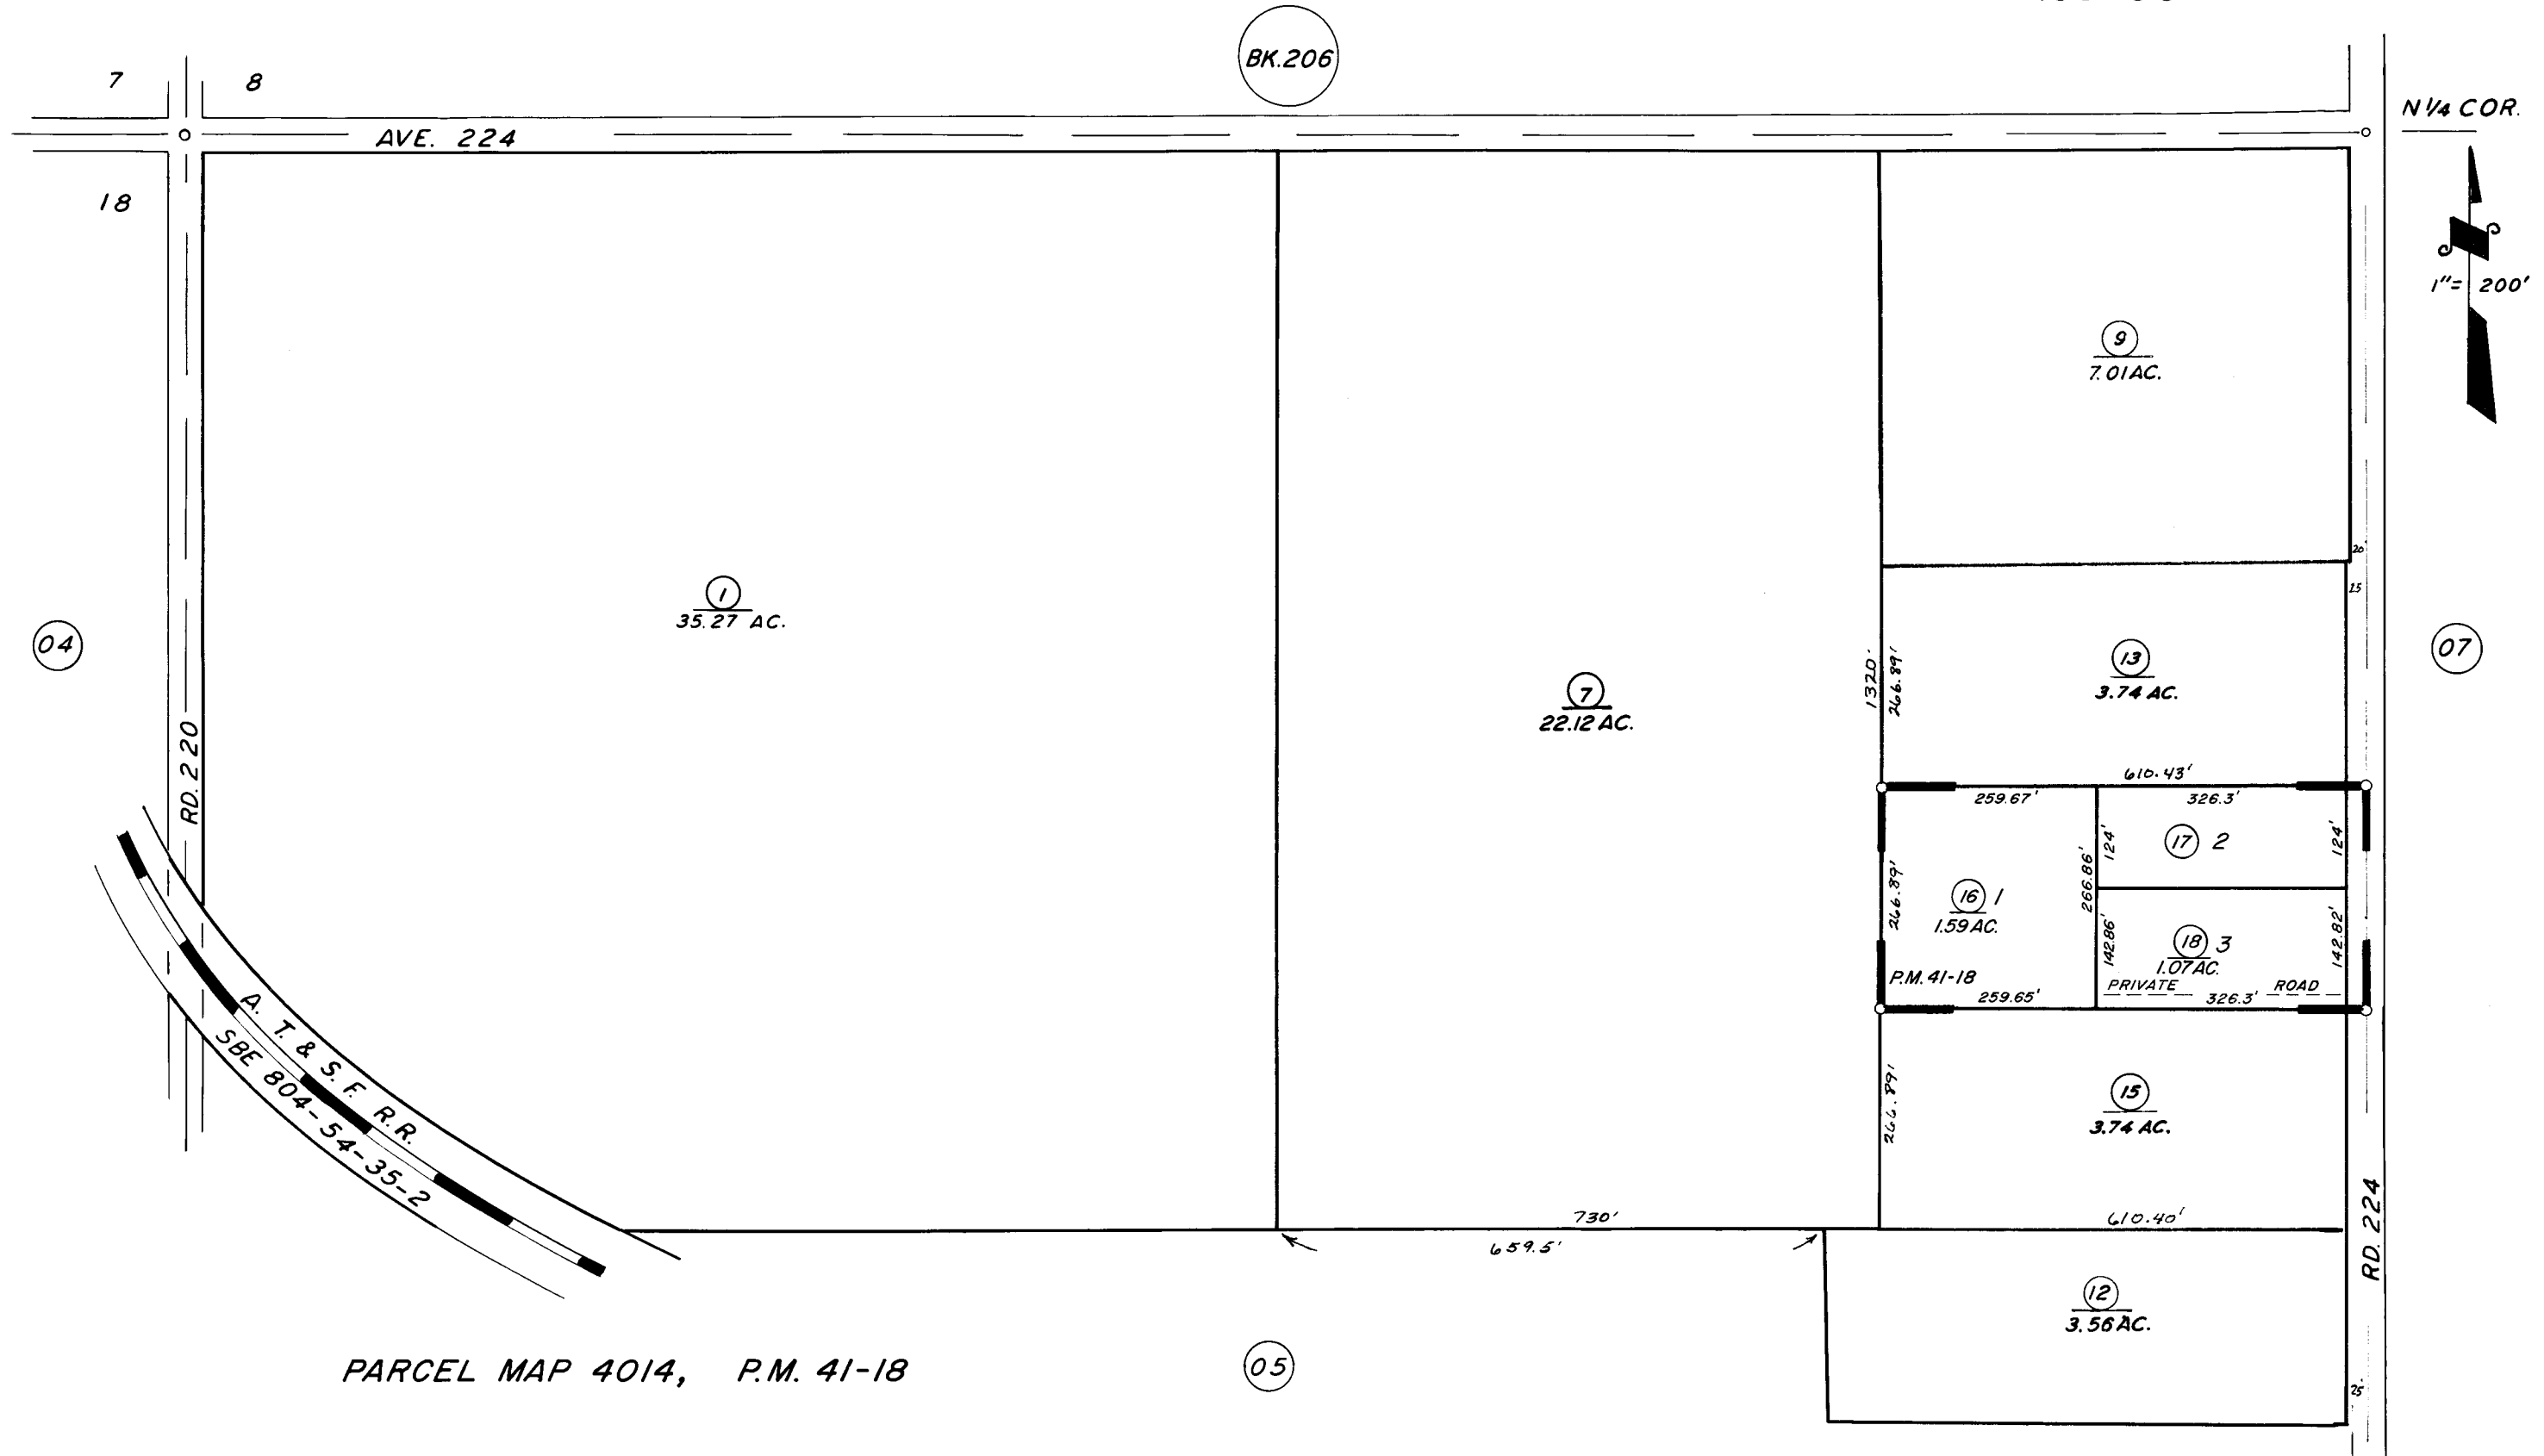 BK.206
7
8
N 1/4 COR.
AVE. 224
18
1"= 200'
9
7.01 AC.
20'
25
1
35.27 AC.
04
07
13
3.74 AC.
1320'
266.89'
7
22.12 AC.
RD. 220
610.43'
259.67'
326.3'
124'
17 2
124'
266.86'
266.89'
16 1
1.59 AC.
142.86'
18 3
1.07 AC.
142.82'
P.M. 41-18
PRIVATE ROAD
259.65'
326.3'
A. T. & S. F. R.R.
SBE 804-54-35-2
266.89'
15
3.74 AC.
730'
610.40'
659.5'
RD. 224
12
3.56 AC.
PARCEL MAP 4014, P.M. 41-18
05
25'